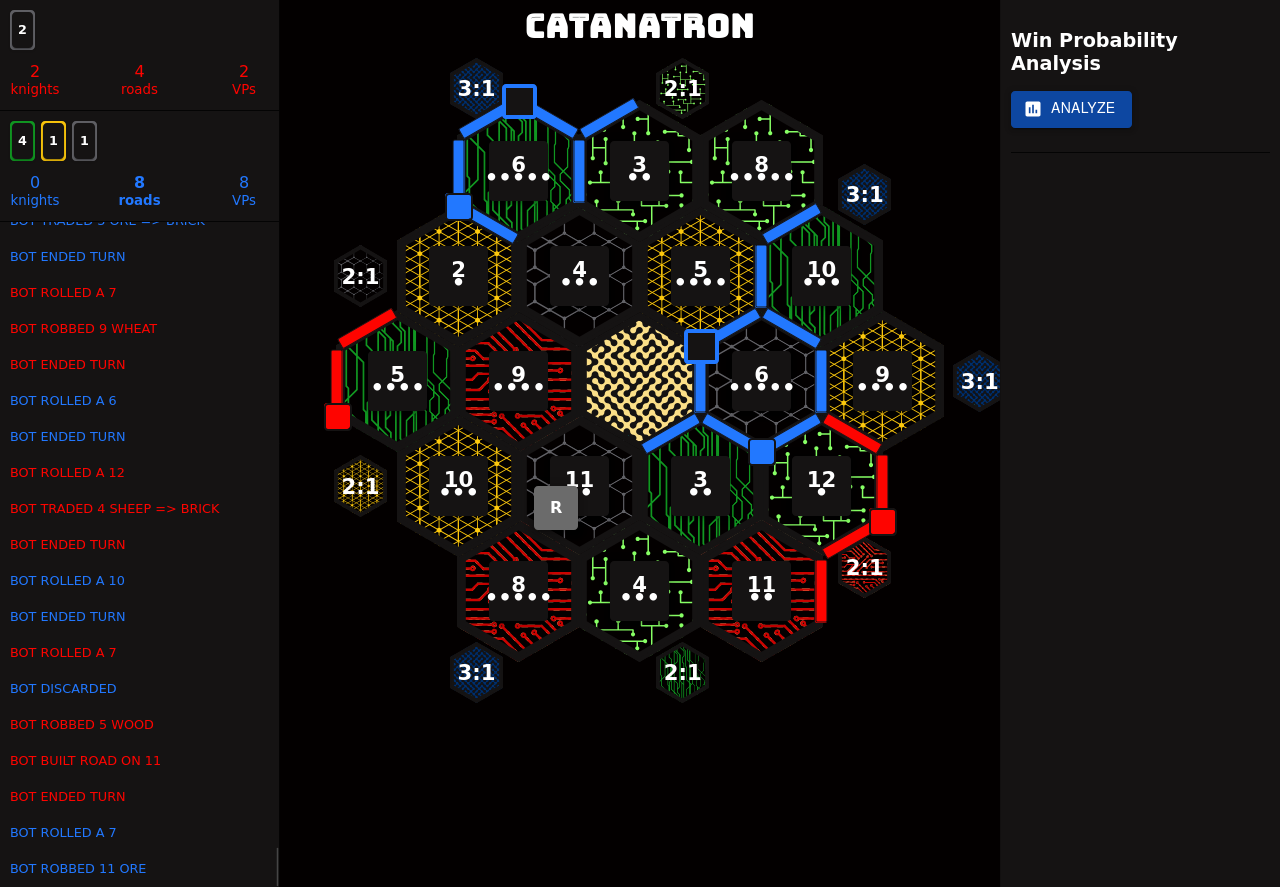 CATANATRON
2
2 4 2
knights roads VPs
4 1 1
0 8 8
knights roads VPs
BOT ENDED TURN
BOT ROLLED A 7
BOT ROBBED 9 WHEAT
BOT ENDED TURN
BOT ROLLED A 6
BOT ENDED TURN
BOT ROLLED A 12
BOT TRADED 4 SHEEP => BRICK
BOT ENDED TURN
BOT ROLLED A 10
BOT ENDED TURN
BOT ROLLED A 7
BOT DISCARDED
BOT ROBBED 5 WOOD
BOT BUILT ROAD ON 11
BOT ENDED TURN
BOT ROLLED A 7
BOT ROBBED 11 ORE
3:1 2:1
6 3 8
3:1
2:1 2 4 5 10
5 9 6 9 3:1
2:1 10 11 3 12
R
2:1
8 4 11
3:1 2:1
Win Probability
Analysis
ANALYZE